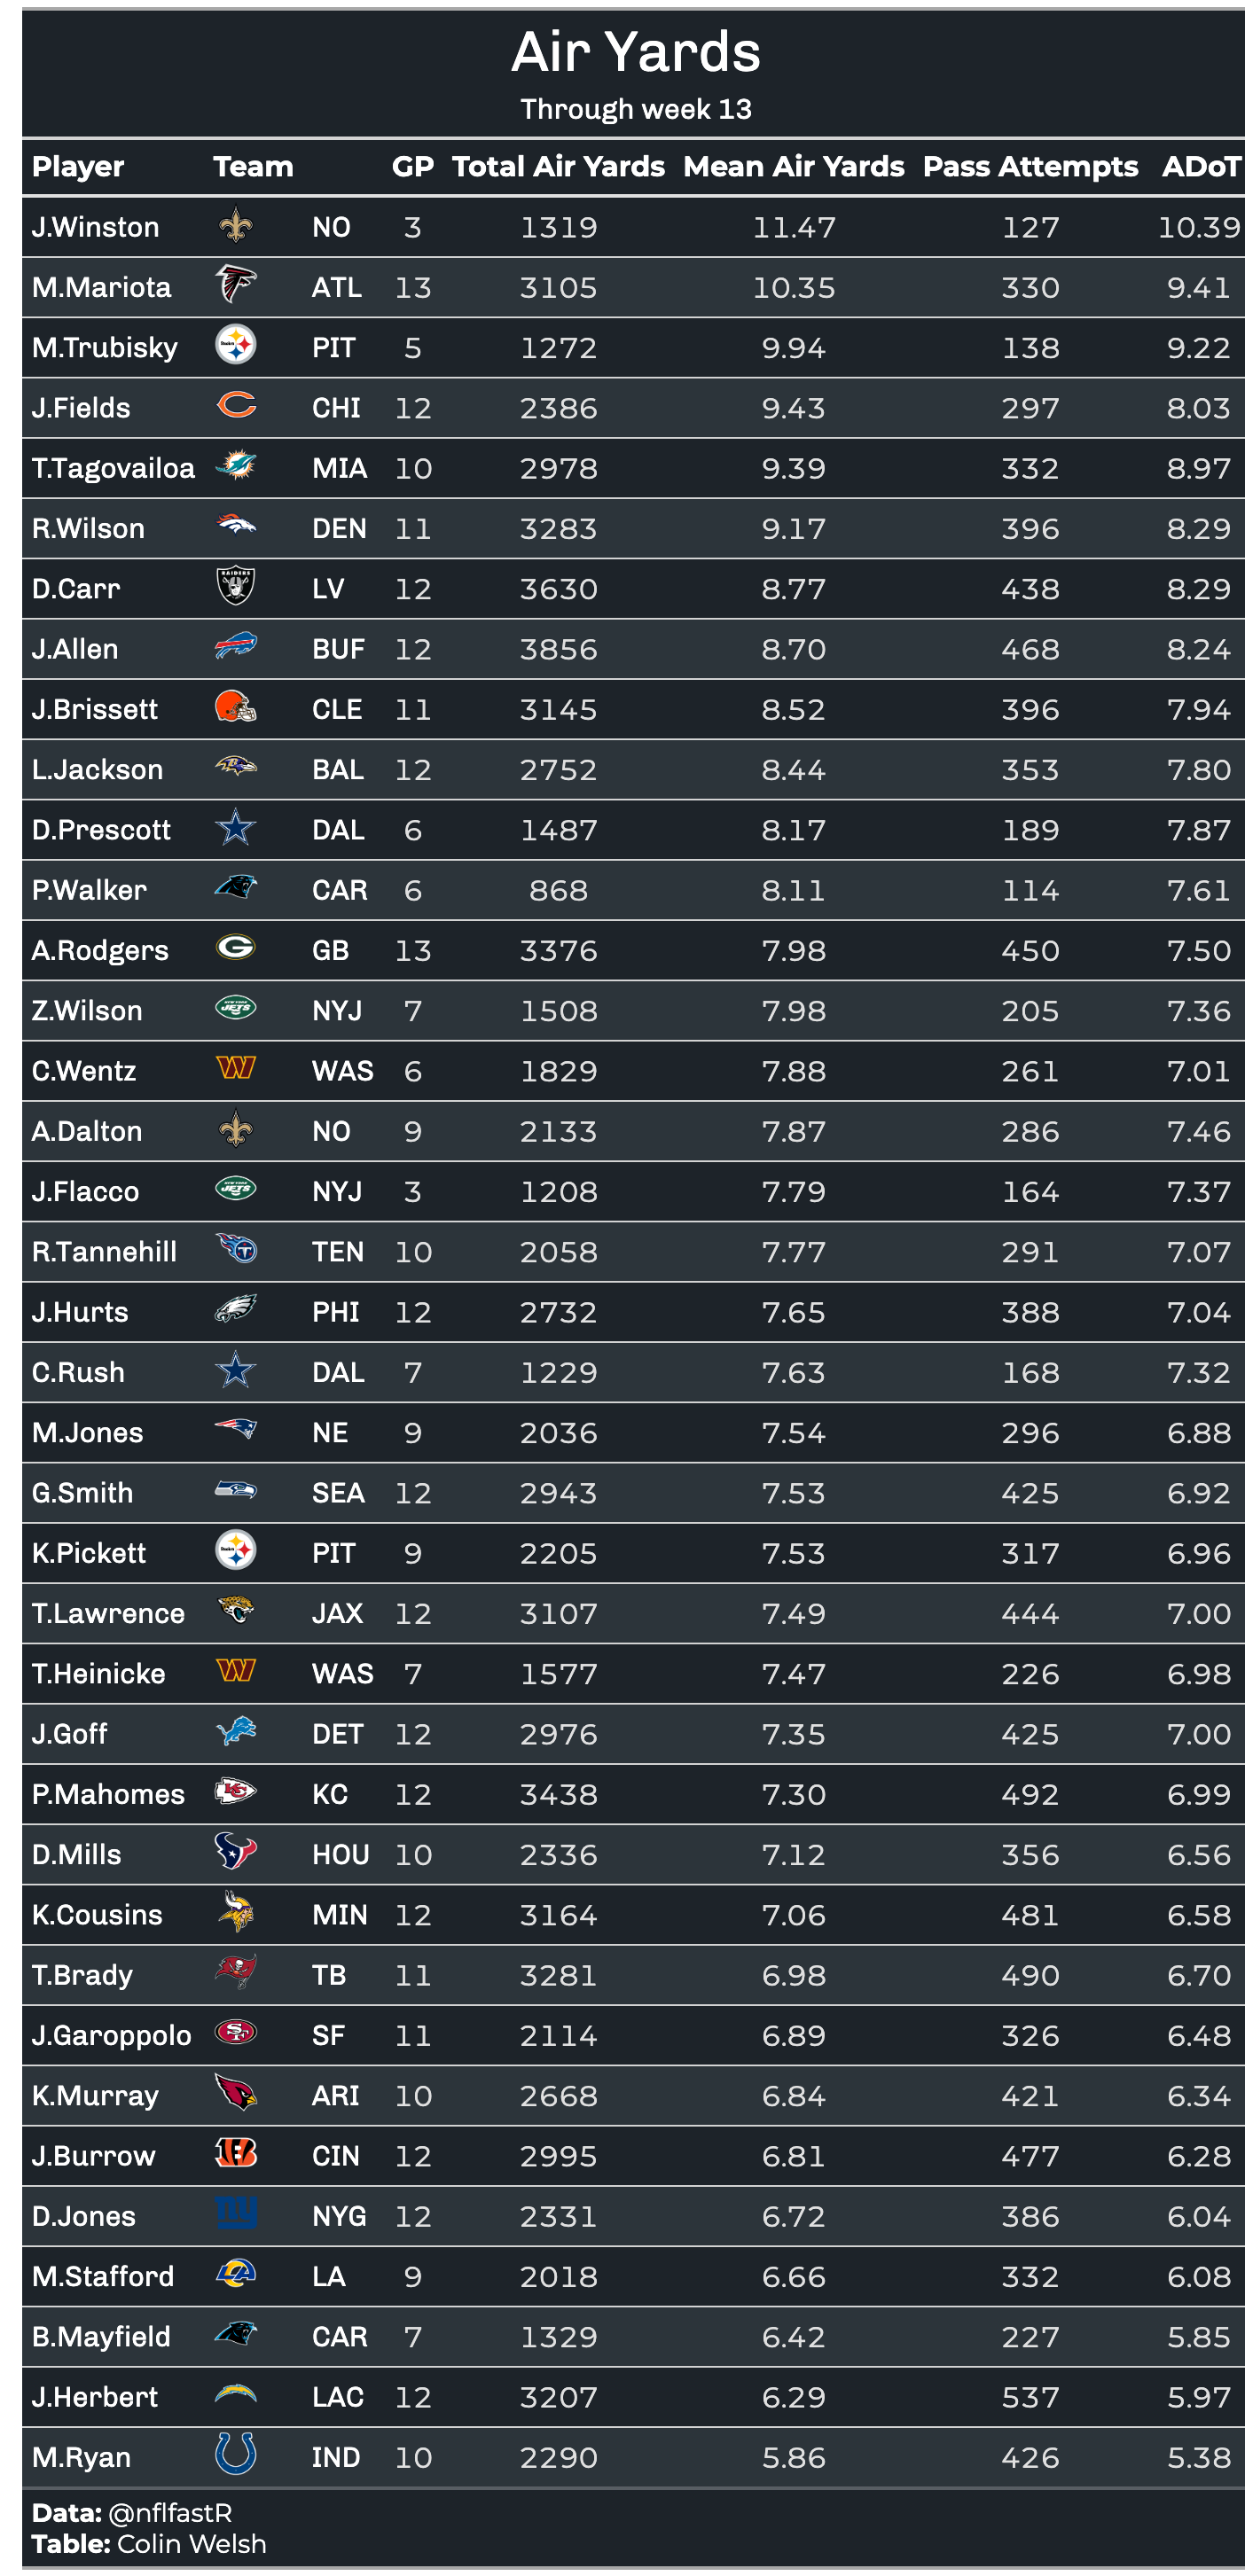 Air Yards
Through week 13
Player Team GP Total Air Yards Mean Air Yards Pass Attempts ADoT
J.Winston NO 3 1319 11.47 127 10.39
M.Mariota ATL 13 3105 10.35 330 9.41
M.Trubisky PIT 5 1272 9.94 138 9.22
J.Fields CHI 12 2386 9.43 297 8.03
T.Tagovailoa MIA 10 2978 9.39 332 8.97
R.Wilson DEN 11 3283 9.17 396 8.29
D.Carr RAIDERS LV 12 3630 8.77 438 8.29
J.Allen BUF 12 3856 8.70 468 8.24
J.Brissett CLE 11 3145 8.52 396 7.94
L.Jackson BAL 12 2752 8.44 353 7.80
D.Prescott DAL 6 1487 8.17 189 7.87
P.Walker CAR 6 868 8.11 114 7.61
A.Rodgers G GB 13 3376 7.98 450 7.50
Z.Wilson JETS NYJ 7 1508 7.98 205 7.36
C.Wentz W WAS 6 1829 7.88 261 7.01
A.Dalton NO 9 2133 7.87 286 7.46
J.Flacco JETS NYJ 3 1208 7.79 164 7.37
R.Tannehill T TEN 10 2058 7.77 291 7.07
J.Hurts PHI 12 2732 7.65 388 7.04
C.Rush DAL 7 1229 7.63 168 7.32
M.Jones NE 9 2036 7.54 296 6.88
G.Smith SEA 12 2943 7.53 425 6.92
K.Pickett PIT 9 2205 7.53 317 6.96
T.Lawrence JAX 12 3107 7.49 444 7.00
T.Heinicke W WAS 7 1577 7.47 226 6.98
J.Goff DET 12 2976 7.35 425 7.00
P.Mahomes KC KC 12 3438 7.30 492 6.99
D.Mills HOU 10 2336 7.12 356 6.56
K.Cousins MIN 12 3164 7.06 481 6.58
T.Brady TB 11 3281 6.98 490 6.70
J.Garoppolo SF SF 11 2114 6.89 326 6.48
K.Murray ARI 10 2668 6.84 421 6.34
J.Burrow B CIN 12 2995 6.81 477 6.28
D.Jones ny NYG 12 2331 6.72 386 6.04
M.Stafford LA LA 9 2018 6.66 332 6.08
B.Mayfield CAR 7 1329 6.42 227 5.85
J.Herbert LAC 12 3207 6.29 537 5.97
M.Ryan IND 10 2290 5.86 426 5.38
Data: @nflfastR
Table: Colin Welsh